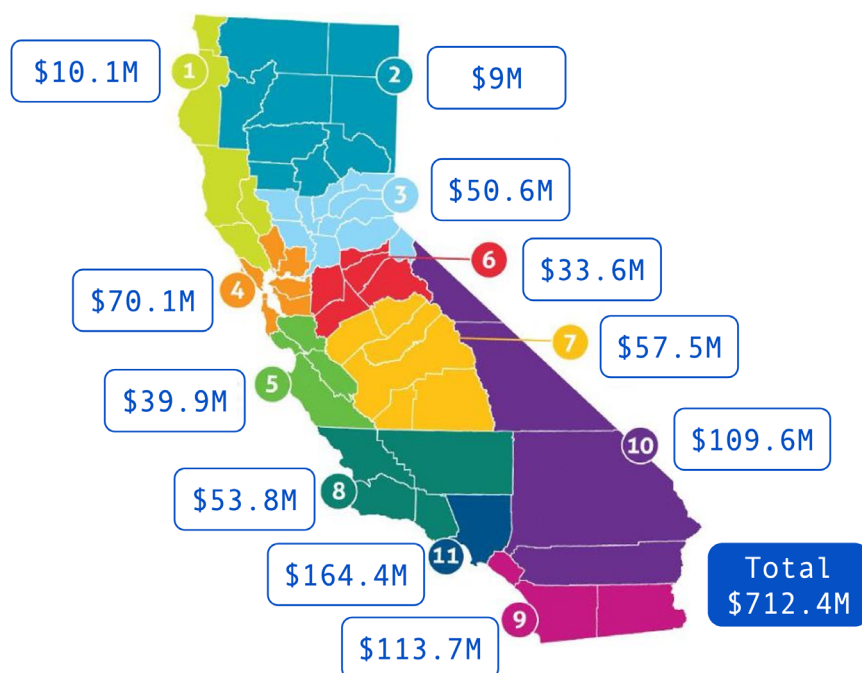 1
$10.1M
2
$9M
3
$50.6M
6
$33.6M
4
$70.1M
7
$57.5M
5
$39.9M
10
$109.6M
8
$53.8M
11
$164.4M
Total
$712.4M
9
$113.7M